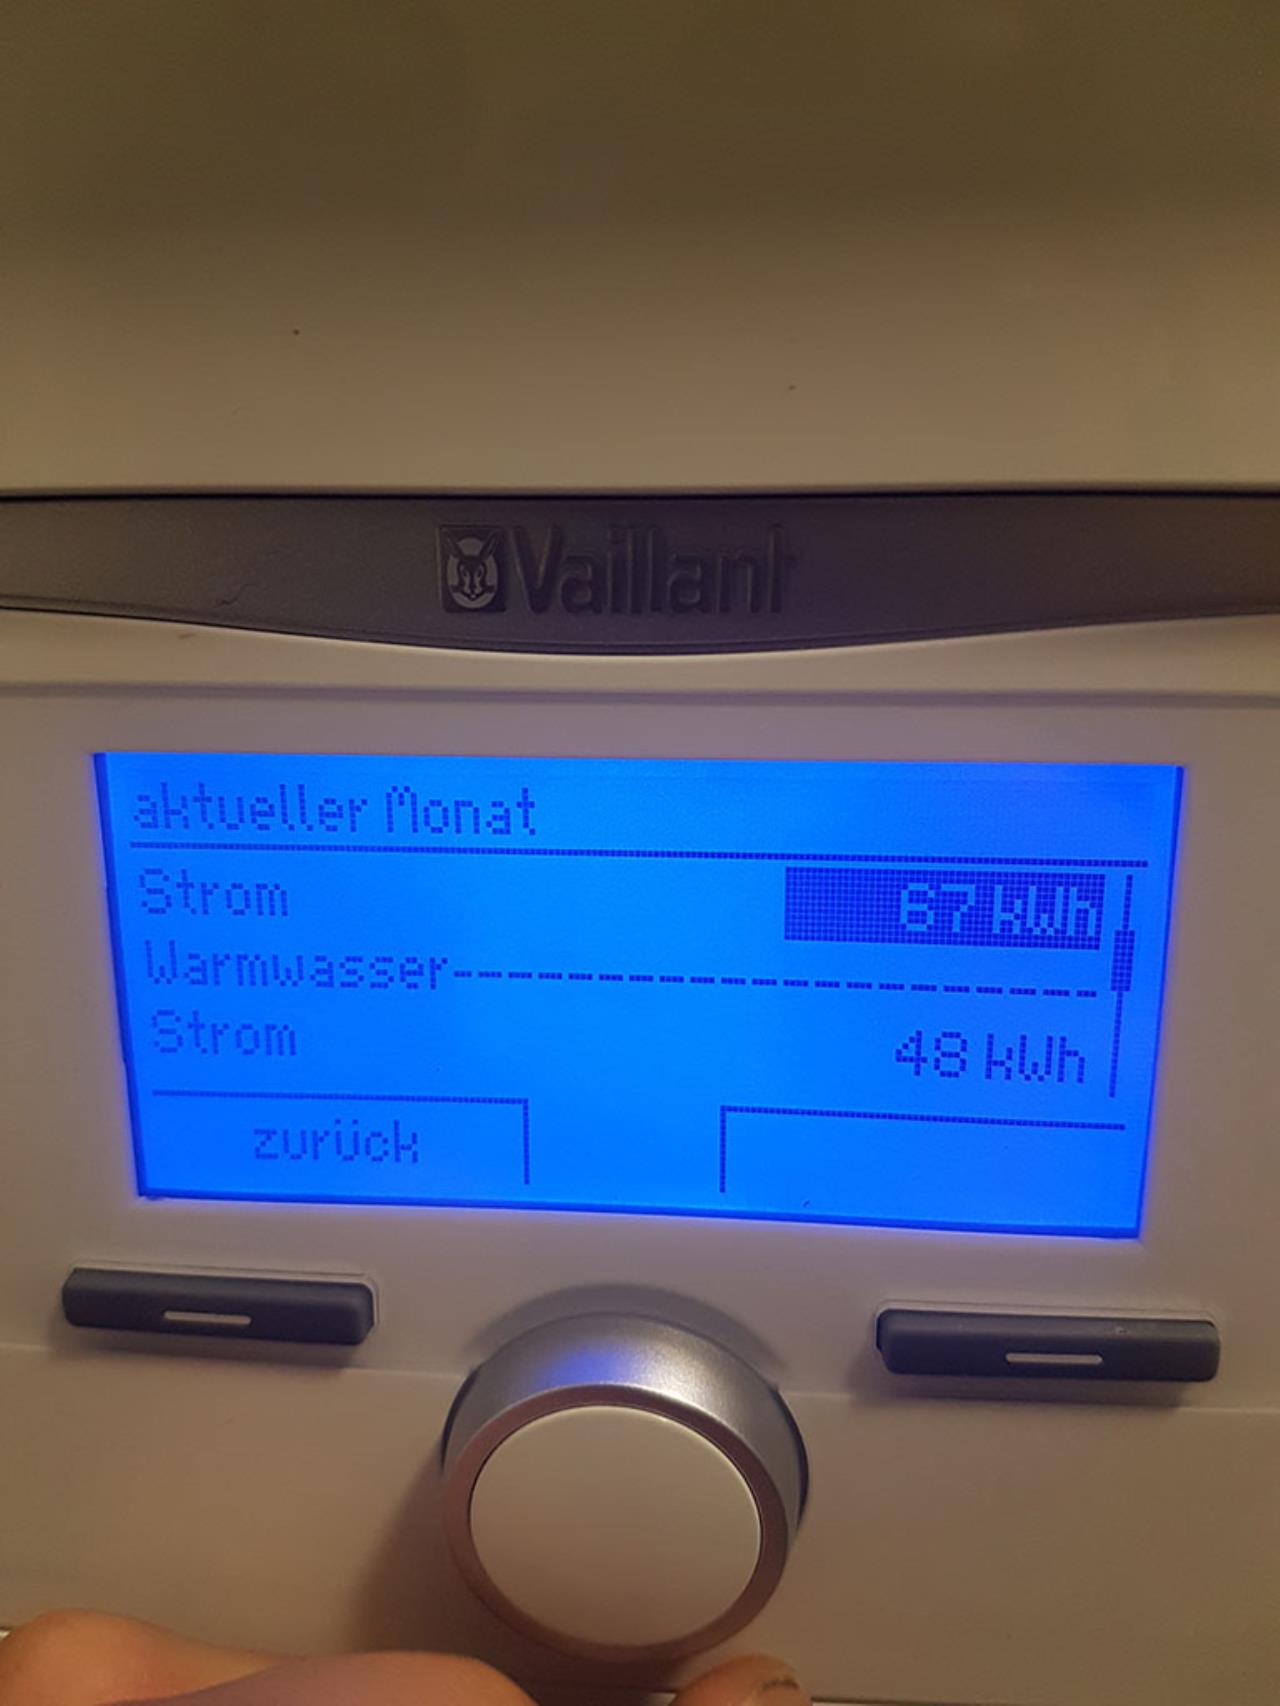 Vaillant
aktueller Monat
Strom 67 kWh
Warmwasser------------------------
Strom 48 kWh
zurück